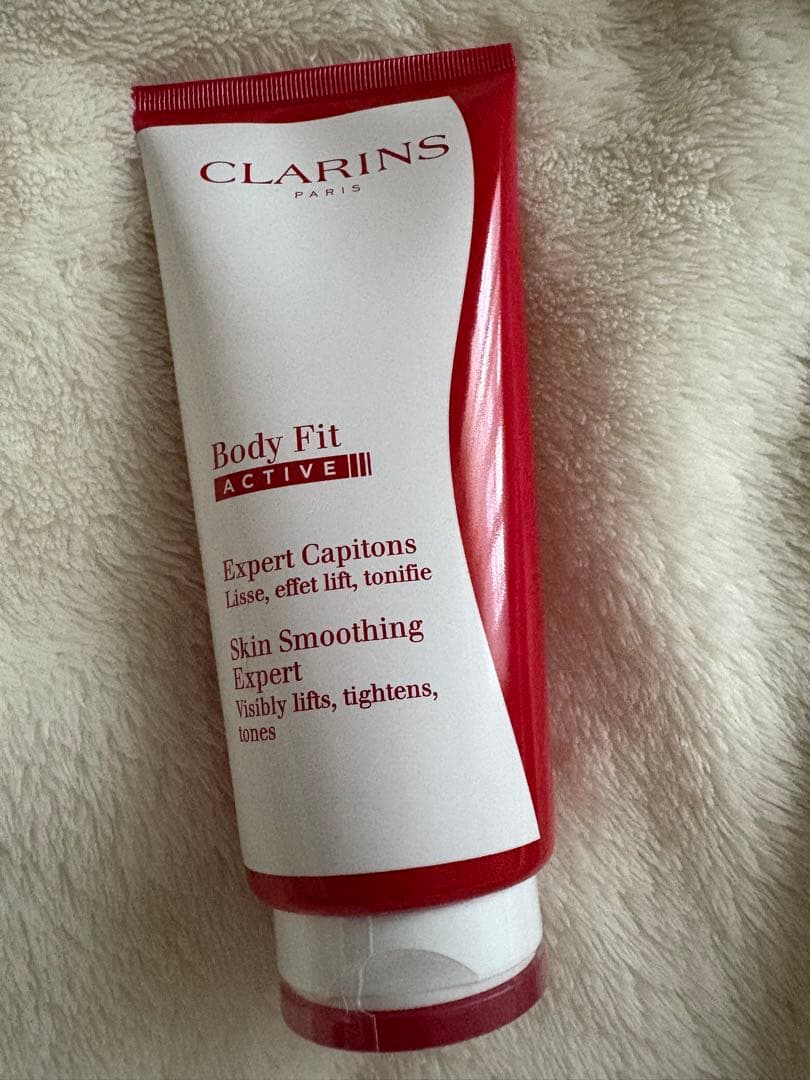 CLARINS
PARIS
Body Fit
ACTIVE
Expert Capitons
Lisse, effet lift, tonifie
Skin Smoothing
Expert
Visibly lifts, tightens,
tones